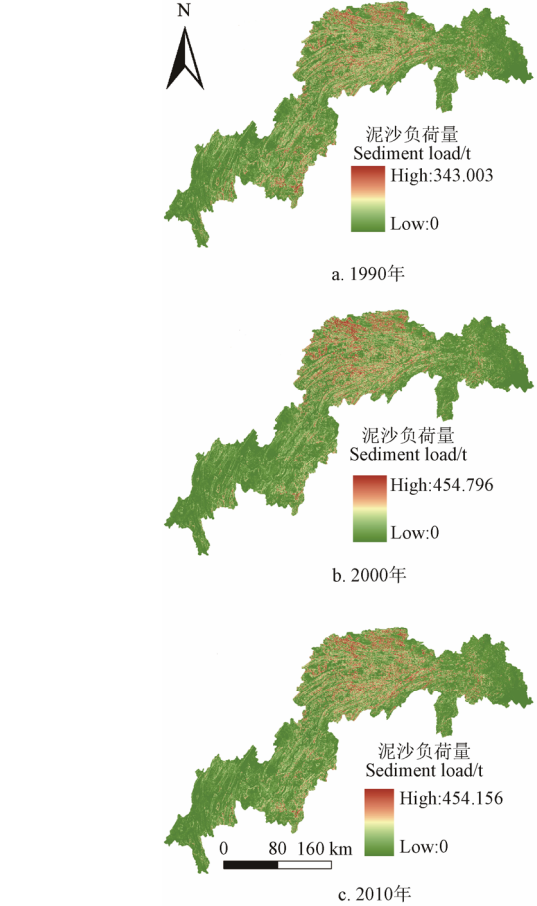 N
泥沙负荷量
Sediment load/t
High:343.003
Low:0
a. 1990年
泥沙负荷量
Sediment load/t
High:454.796
Low:0
b. 2000年
泥沙负荷量
Sediment load/t
High:454.156
Low:0
0 80 160 km
c. 2010年